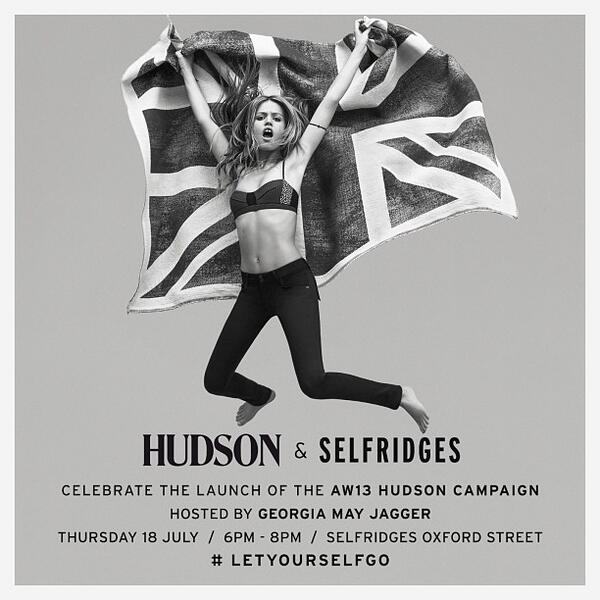 HUDSON & SELFRIDGES
CELEBRATE THE LAUNCH OF THE AW13 HUDSON CAMPAIGN
HOSTED BY GEORGIA MAY JAGGER
THURSDAY 18 JULY / 6PM - 8PM / SELFRIDGES OXFORD STREET
# LETYOURSELFGO